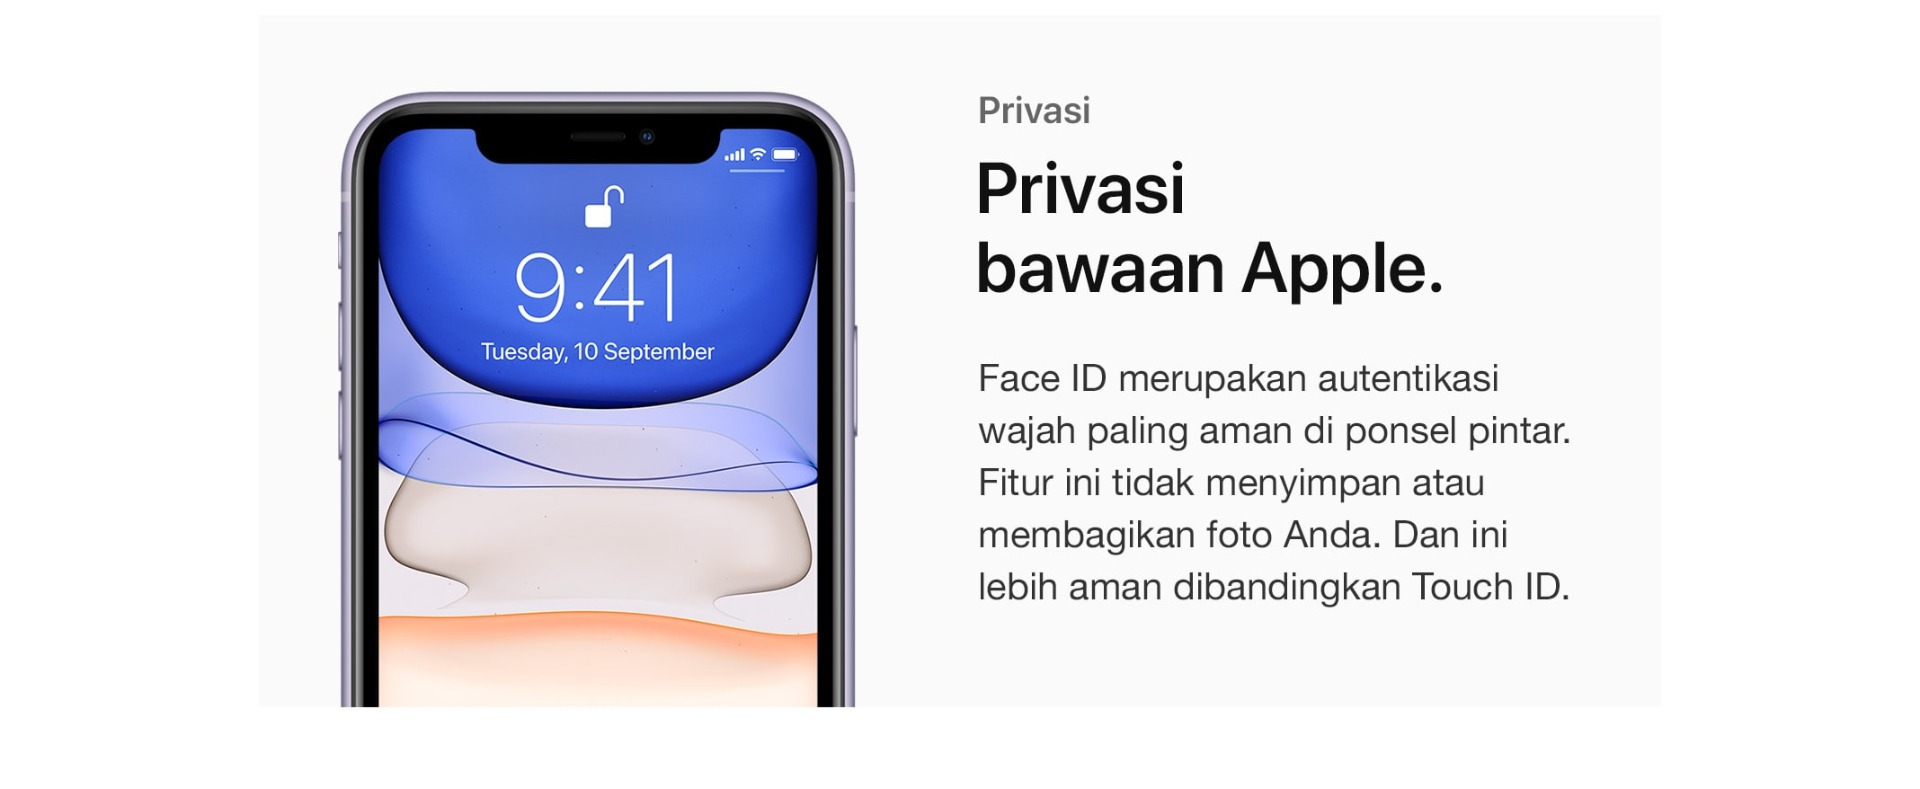 9:41
Tuesday, 10 September
Privasi
Privasi
bawaan Apple.
Face ID merupakan autentikasi
wajah paling aman di ponsel pintar.
Fitur ini tidak menyimpan atau
membagikan foto Anda. Dan ini
lebih aman dibandingkan Touch ID.